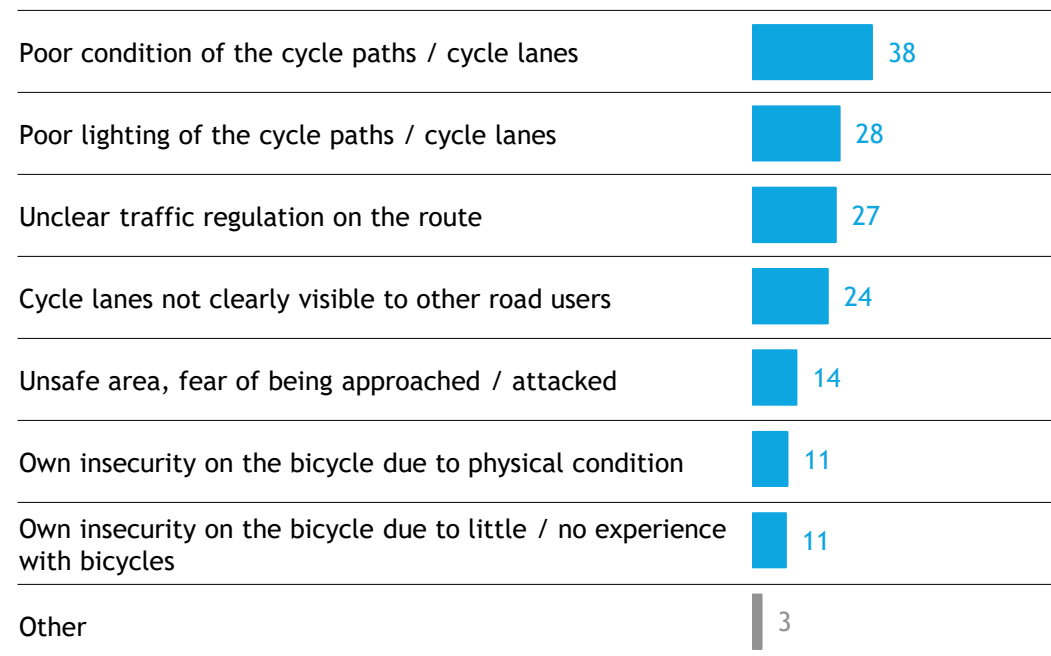 Poor condition of the cycle paths / cycle lanes 38
Poor lighting of the cycle paths / cycle lanes 28
Unclear traffic regulation on the route 27
Cycle lanes not clearly visible to other road users 24
Unsafe area, fear of being approached / attacked 14
Own insecurity on the bicycle due to physical condition 11
Own insecurity on the bicycle due to little / no experience
with bicycles 11
Other 3